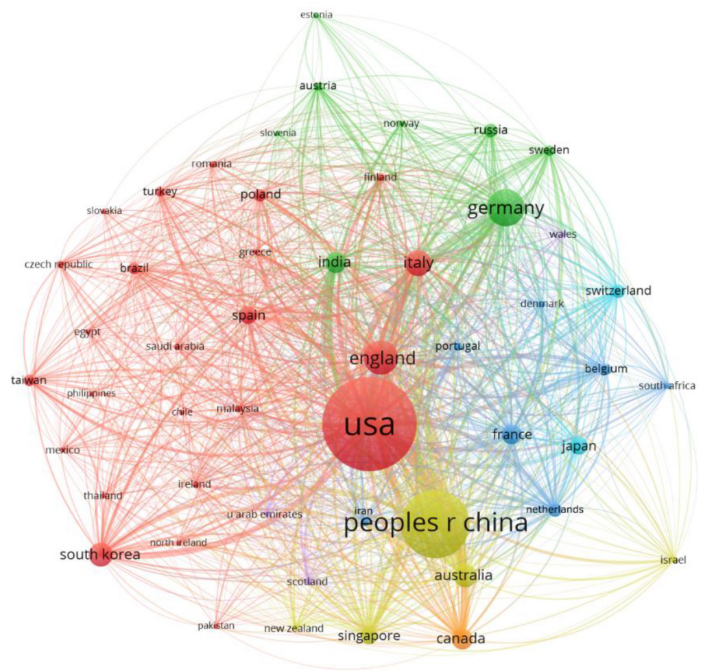 estonia
austria
norway
russia
slovenia
sweden
romania
finland
turkey
poland
germany
slovakia
wales
greece
czech republic
brazil
india
italy
switzerland
denmark
spain
egypt
saudi arabia
portugal
england
belgium
taiwan
south africa
philippines
chile
malaysia
usa
france
japan
mexico
ireland
thailand
u arab emirates
iran
netherlands
peoples r china
north ireland
south korea
israel
scotland
australia
pakistan
new zealand
singapore
canada